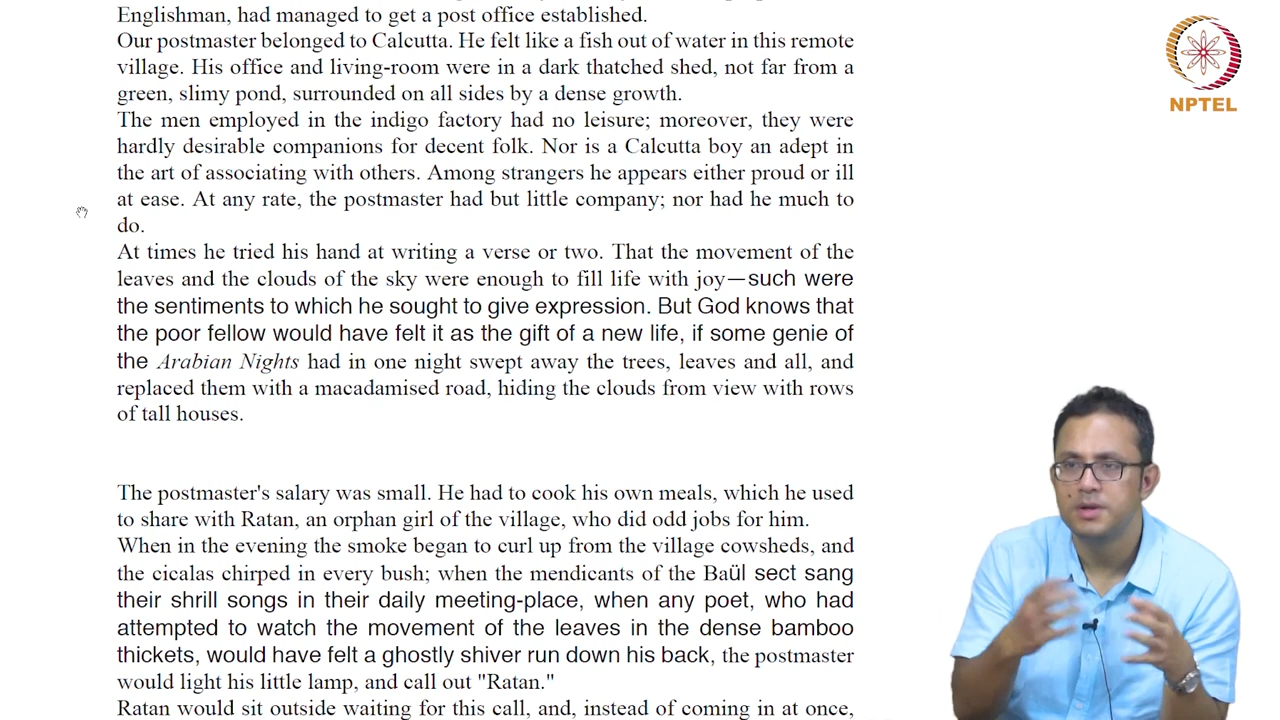 Englishman, had managed to get a post office established.
Our postmaster belonged to Calcutta. He felt like a fish out of water in this remote
village. His office and living-room were in a dark thatched shed, not far from a
green, slimy pond, surrounded on all sides by a dense growth.
The men employed in the indigo factory had no leisure; moreover, they were
hardly desirable companions for decent folk. Nor is a Calcutta boy an adept in
the art of associating with others. Among strangers he appears either proud or ill
at ease. At any rate, the postmaster had but little company; nor had he much to
do.
At times he tried his hand at writing a verse or two. That the movement of the
leaves and the clouds of the sky were enough to fill life with joy—such were
the sentiments to which he sought to give expression. But God knows that
the poor fellow would have felt it as the gift of a new life, if some genie of
the Arabian Nights had in one night swept away the trees, leaves and all, and
replaced them with a macadamised road, hiding the clouds from view with rows
of tall houses.
The postmaster's salary was small. He had to cook his own meals, which he used
to share with Ratan, an orphan girl of the village, who did odd jobs for him.
When in the evening the smoke began to curl up from the village cowsheds, and
the cicalas chirped in every bush; when the mendicants of the Baül sect sang
their shrill songs in their daily meeting-place, when any poet, who had
attempted to watch the movement of the leaves in the dense bamboo
thickets, would have felt a ghostly shiver run down his back, the postmaster
would light his little lamp, and call out "Ratan."
Ratan would sit outside waiting for this call, and, instead of coming in at once,
NPTEL